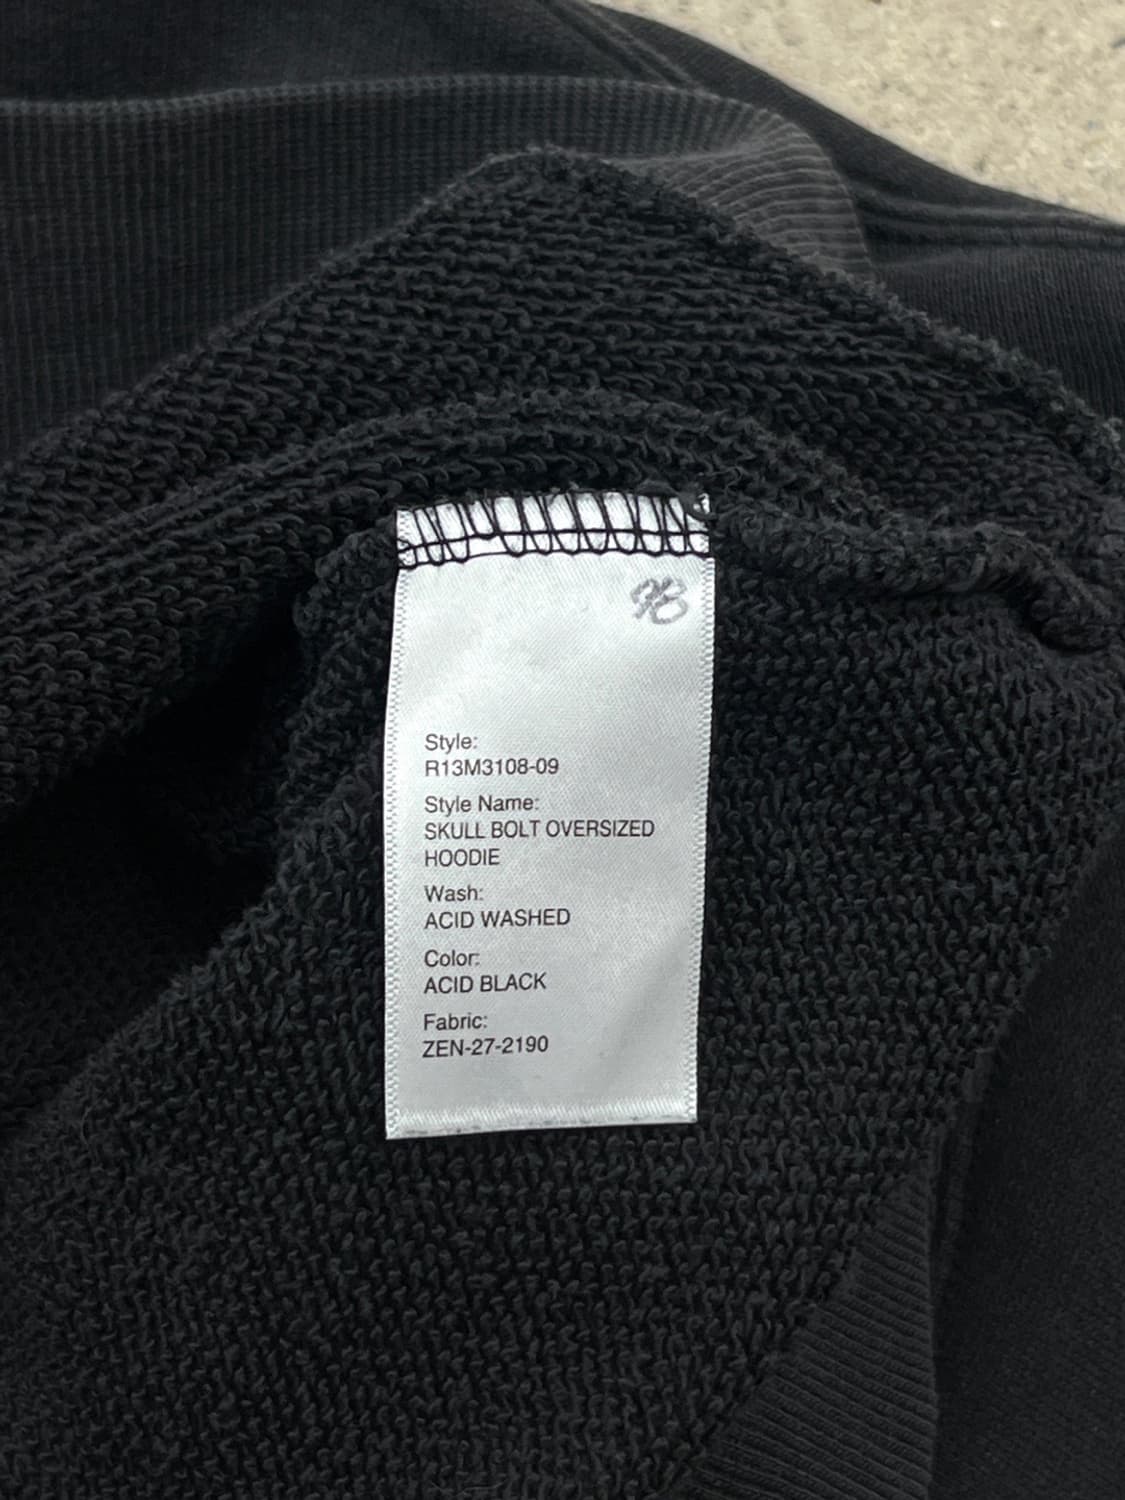 Style:
R13M3108-09
Style Name:
SKULL BOLT OVERSIZED
HOODIE
Wash:
ACID WASHED
Color:
ACID BLACK
Fabric:
ZEN-27-2190